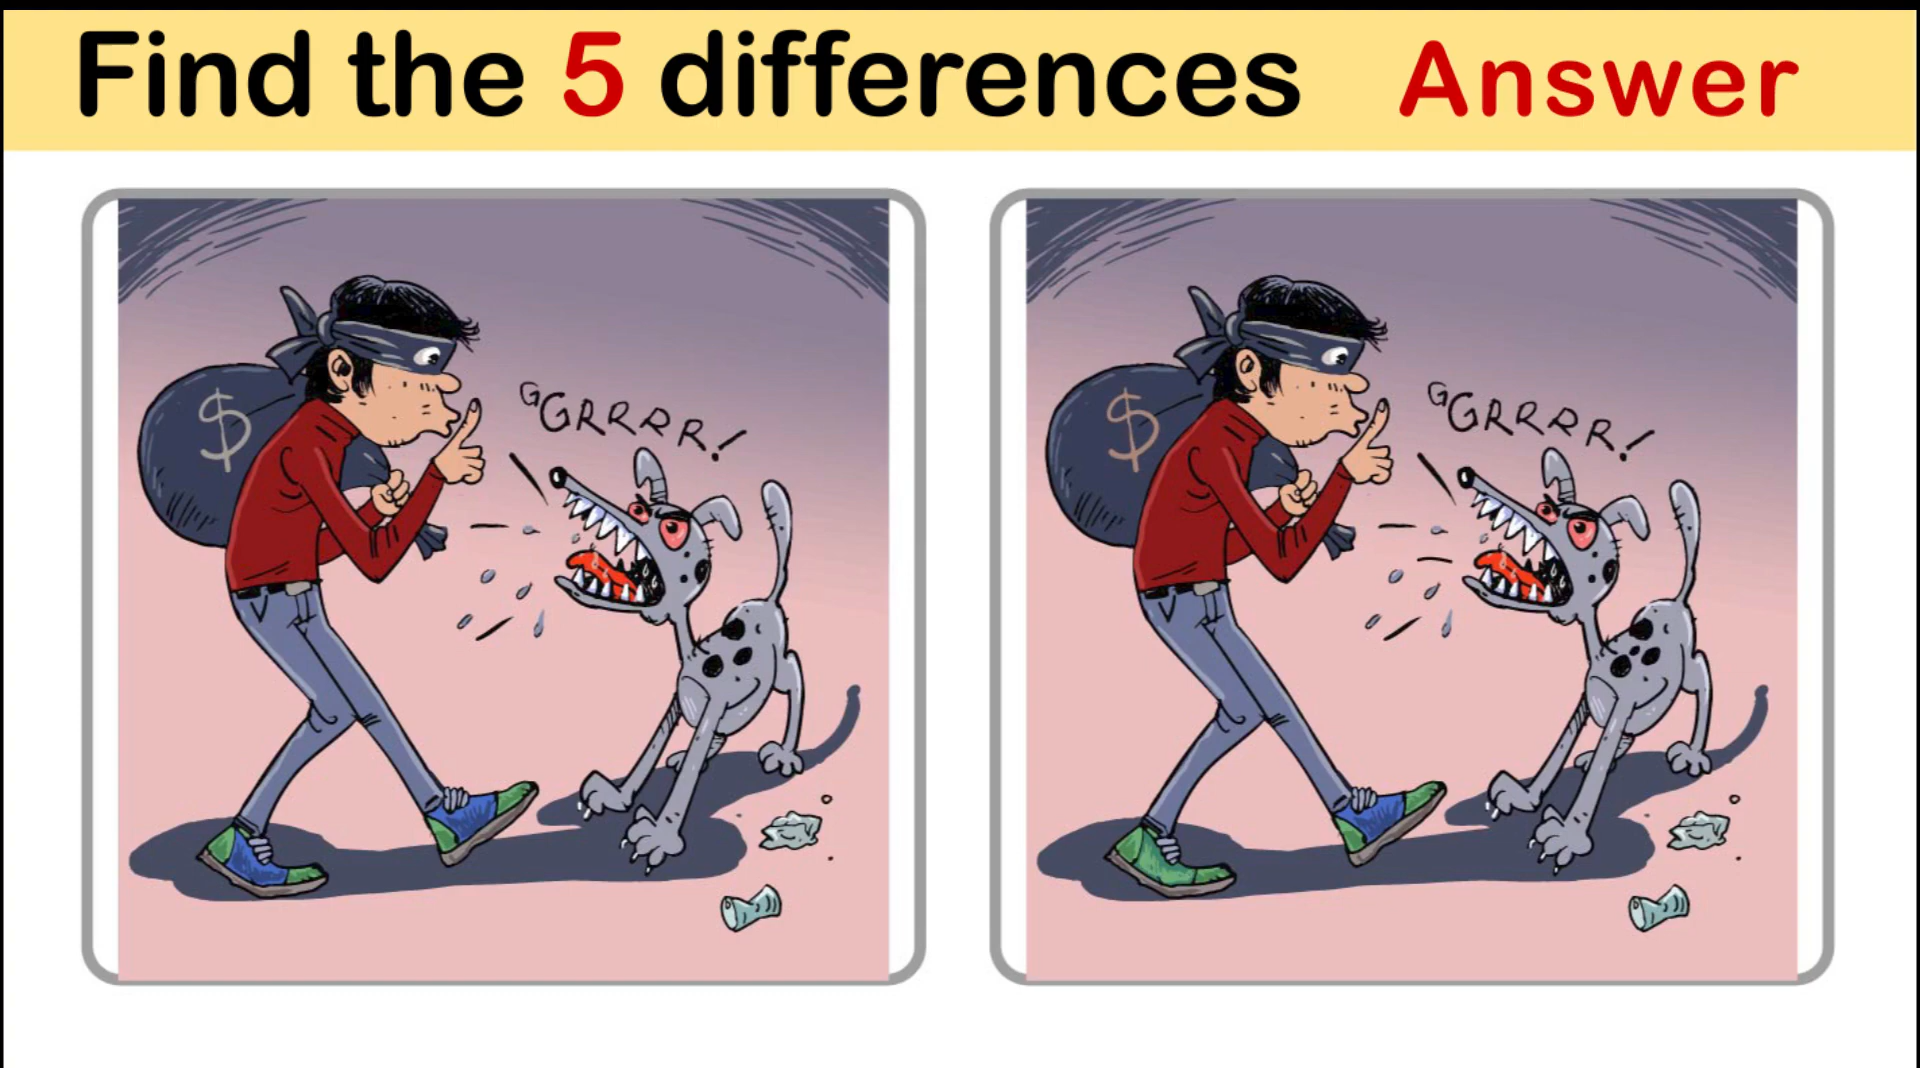 Find the 5 differences Answer
$
GGRRRR!
$
GGRRRR!